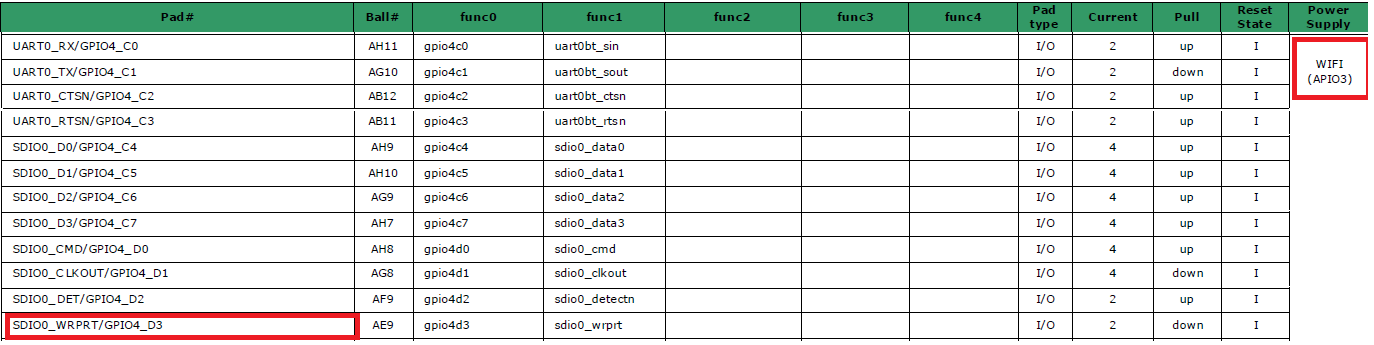 Pad# Ball# func0 func1 func2 func3 func4 Pad type Current Pull Reset State Power Supply
UART0_RX/GPIO4_C0 AH11 gpio4c0 uart0bt_sin I/O 2 up I WIFI (APIO3)
UART0_TX/GPIO4_C1 AG10 gpio4c1 uart0bt_sout I/O 2 down I
UART0_CTSN/GPIO4_C2 AB12 gpio4c2 uart0bt_ctsn I/O 2 up I
UART0_RTSN/GPIO4_C3 AB11 gpio4c3 uart0bt_rtsn I/O 2 up I
SDIO0_D0/GPIO4_C4 AH9 gpio4c4 sdio0_data0 I/O 4 up I
SDIO0_D1/GPIO4_C5 AH10 gpio4c5 sdio0_data1 I/O 4 up I
SDIO0_D2/GPIO4_C6 AG9 gpio4c6 sdio0_data2 I/O 4 up I
SDIO0_D3/GPIO4_C7 AH7 gpio4c7 sdio0_data3 I/O 4 up I
SDIO0_CMD/GPIO4_D0 AH8 gpio4d0 sdio0_cmd I/O 4 up I
SDIO0_CLKOUT/GPIO4_D1 AG8 gpio4d1 sdio0_clkout I/O 4 down I
SDIO0_DET/GPIO4_D2 AF9 gpio4d2 sdio0_detectn I/O 2 up I
SDIO0_WRPRT/GPIO4_D3 AE9 gpio4d3 sdio0_wrprt I/O 2 down I